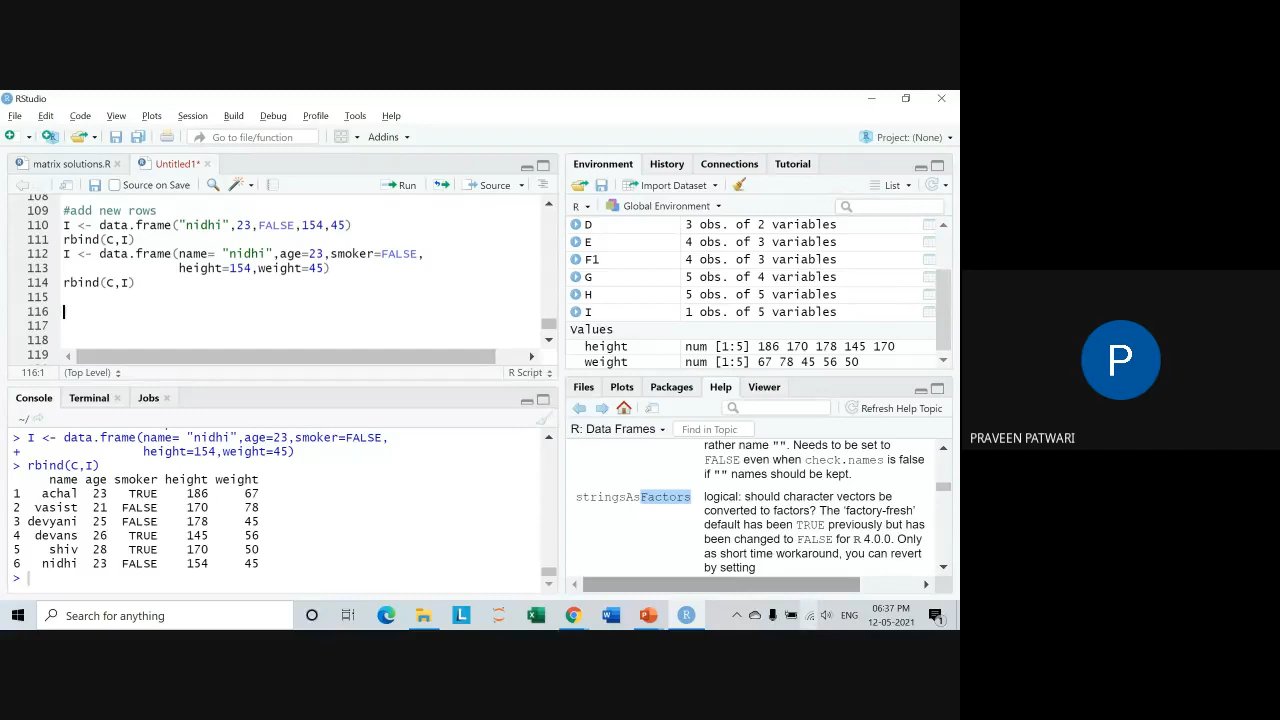 RStudio
File Edit Code View Plots Session Build Debug Profile Tools Help
Go to file/function Addins Project: (None)
matrix solutions.R Untitled1*
Source on Save Run Source
108
109 #add new rows
110 I <- data.frame("nidhi",23,FALSE,154,45)
111 rbind(C,I)
112 I <- data.frame(name= "nidhi",age=23,smoker=FALSE,
113 height=154,weight=45)
114 rbind(C,I)
115
116
117
118
119
116:1 (Top Level) R Script
Console Terminal Jobs
~/
> I <- data.frame(name= "nidhi",age=23,smoker=FALSE,
+ height=154,weight=45)
> rbind(C,I)
name age smoker height weight
1 achal 23 TRUE 186 67
2 vasist 21 FALSE 170 78
3 devyani 25 FALSE 178 45
4 devans 26 TRUE 145 56
5 shiv 28 TRUE 170 50
6 nidhi 23 FALSE 154 45
>
Environment History Connections Tutorial
Import Dataset List
R Global Environment
D 3 obs. of 2 variables
E 4 obs. of 3 variables
F1 4 obs. of 3 variables
G 5 obs. of 4 variables
H 5 obs. of 5 variables
I 1 obs. of 5 variables
Values
height num [1:5] 186 170 178 145 170
weight num [1:5] 67 78 45 56 50
Files Plots Packages Help Viewer
Refresh Help Topic
R: Data Frames Find in Topic
rather name "". Needs to be set to
FALSE even when check.names is false
if "" names should be kept.
stringsAsFactors logical: should character vectors be
converted to factors? The ‘factory-fresh’
default has been TRUE previously but has
been changed to FALSE for R 4.0.0. Only
as short time workaround, you can revert
by setting
Search for anything
ENG 06:37 PM
12-05-2021
1
P
PRAVEEN PATWARI